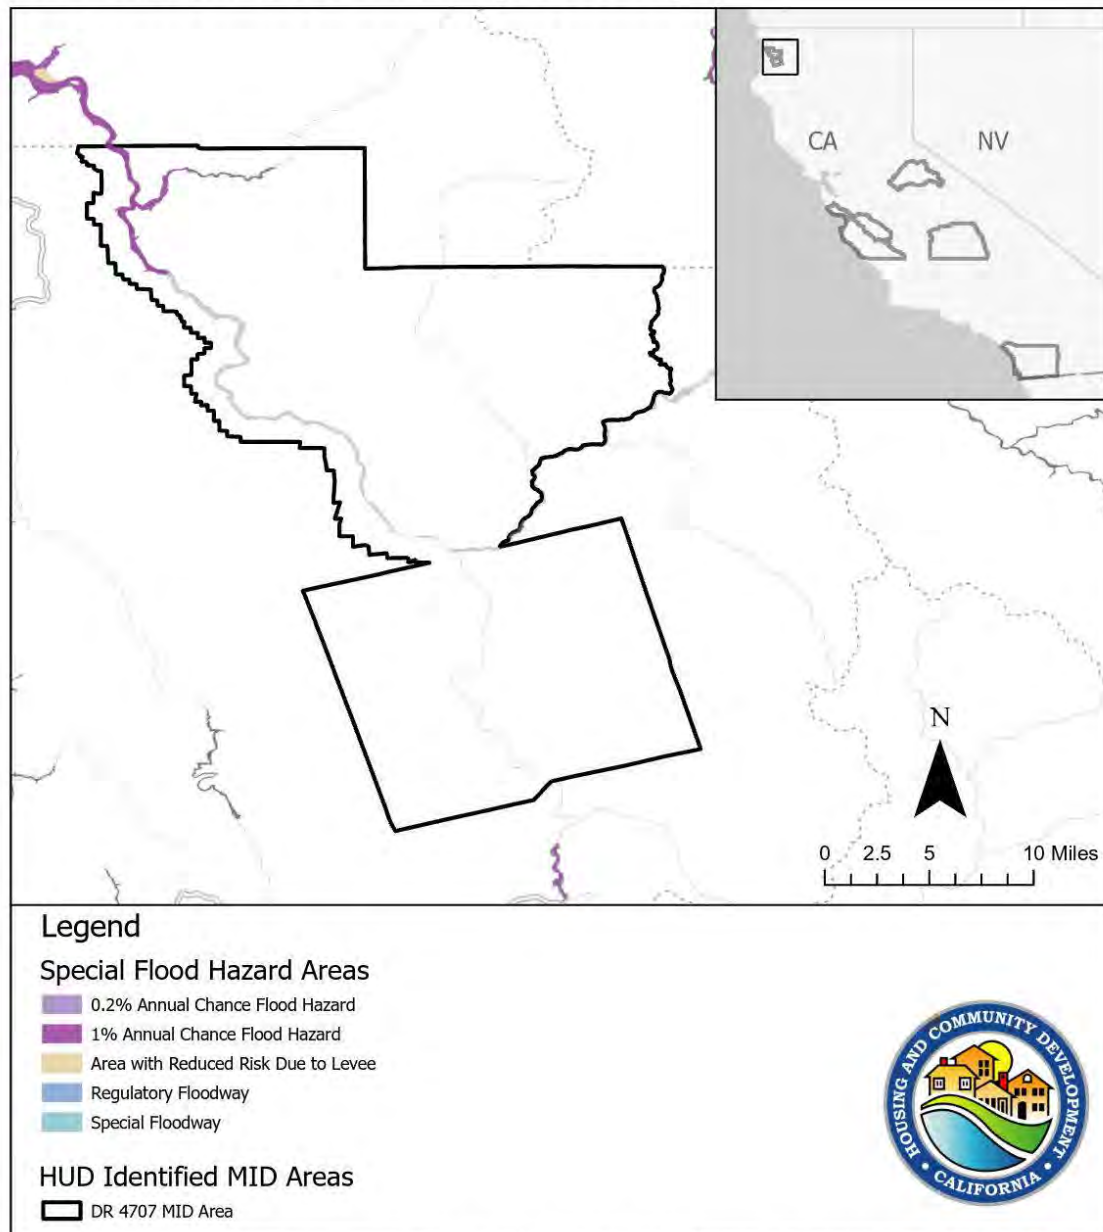 CA
NV
N
0 2.5 5 10 Miles
Legend
Special Flood Hazard Areas
0.2% Annual Chance Flood Hazard
1% Annual Chance Flood Hazard
Area with Reduced Risk Due to Levee
Regulatory Floodway
Special Floodway
HUD Identified MID Areas
DR 4707 MID Area
HOUSING AND COMMUNITY DEVELOPMENT
• CALIFORNIA •